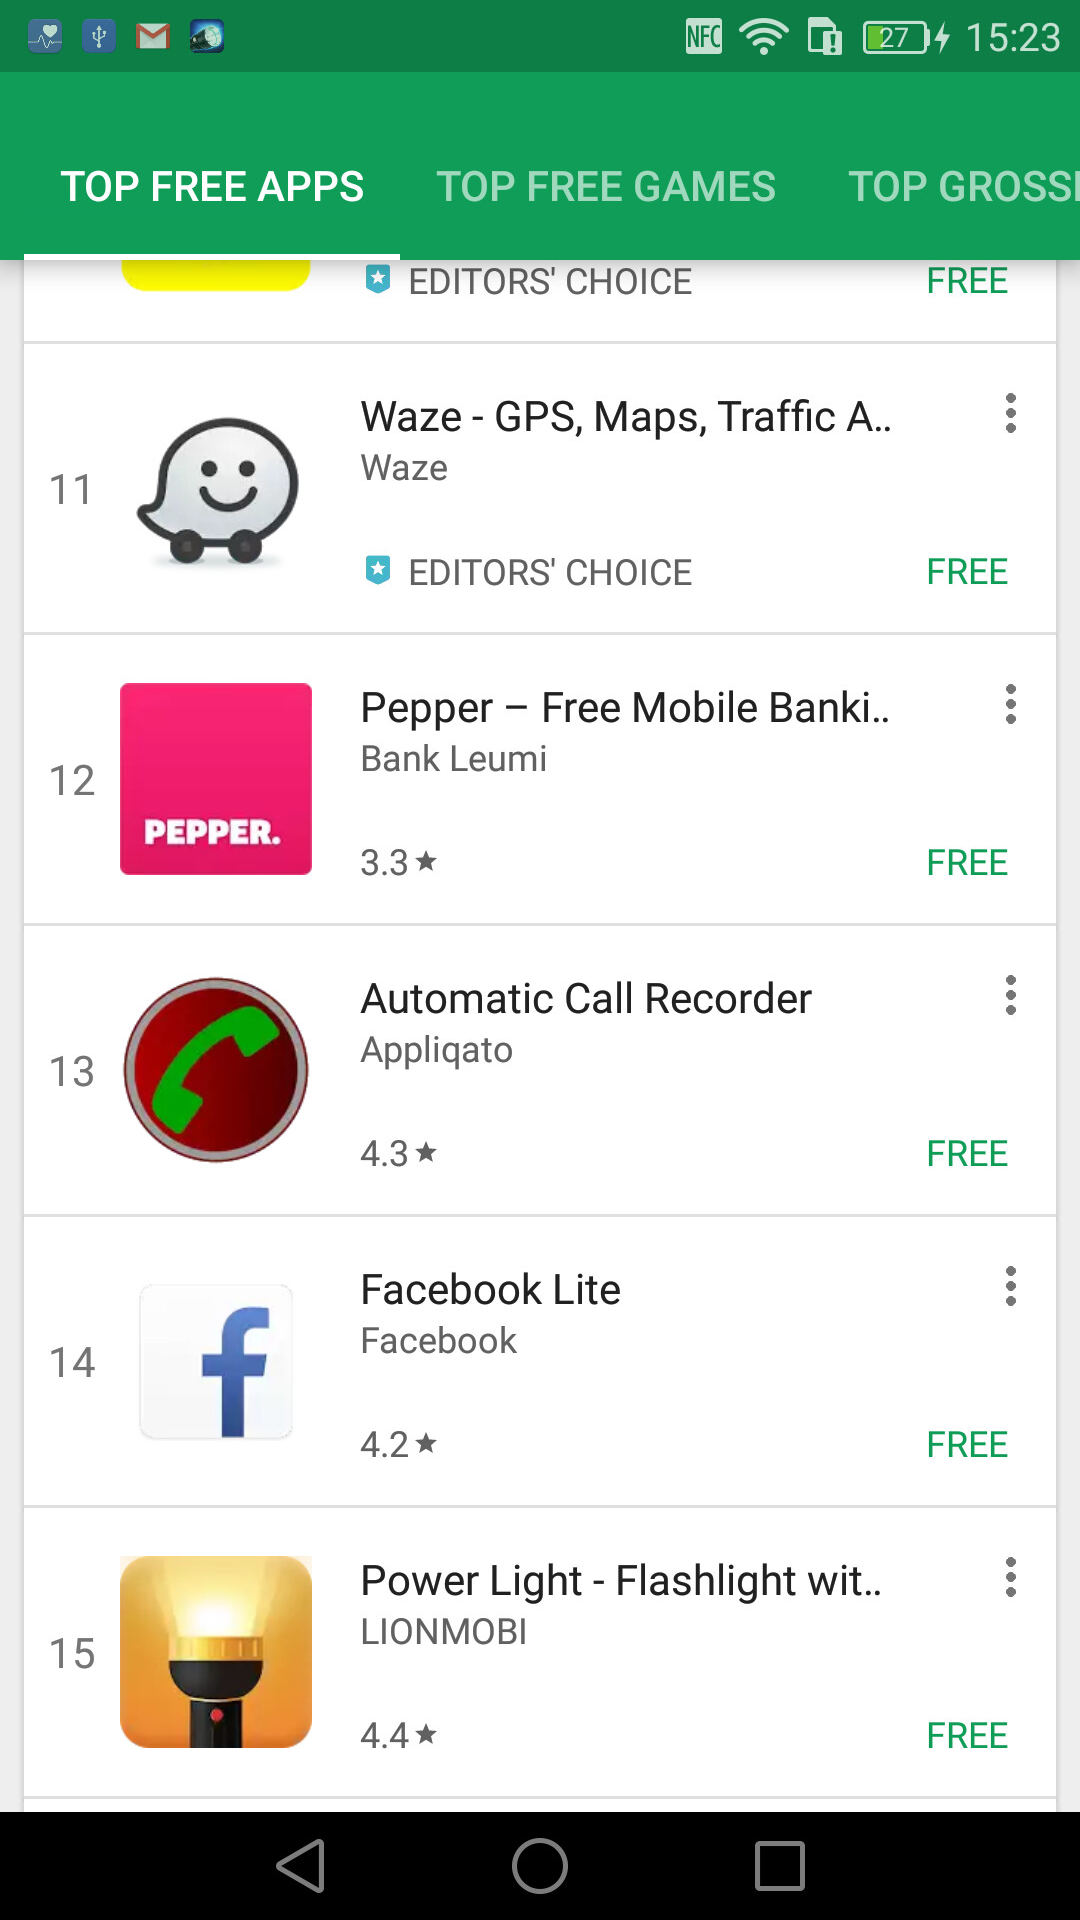 NFC 27 15:23
TOP FREE APPS TOP FREE GAMES TOP GROSSI
EDITORS' CHOICE FREE
Waze - GPS, Maps, Traffic A..
Waze
11
EDITORS' CHOICE FREE
Pepper – Free Mobile Banki..
Bank Leumi
12
PEPPER.
3.3 ★ FREE
Automatic Call Recorder
Appliqato
13
4.3 ★ FREE
Facebook Lite
Facebook
14
4.2 ★ FREE
Power Light - Flashlight wit..
LIONMOBI
15
4.4 ★ FREE